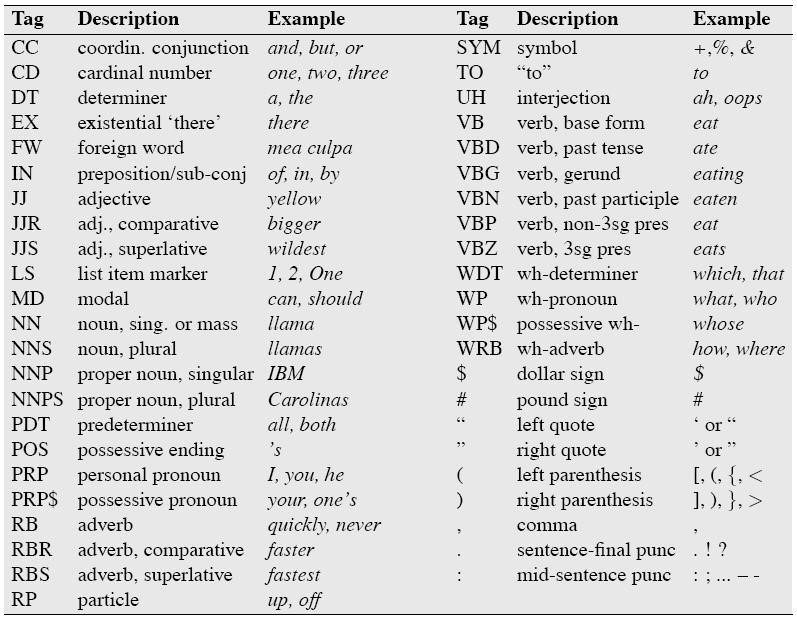 Tag Description Example Tag Description Example
CC coordin. conjunction and, but, or SYM symbol +,%, &
CD cardinal number one, two, three TO “to” to
DT determiner a, the UH interjection ah, oops
EX existential ‘there’ there VB verb, base form eat
FW foreign word mea culpa VBD verb, past tense ate
IN preposition/sub-conj of, in, by VBG verb, gerund eating
JJ adjective yellow VBN verb, past participle eaten
JJR adj., comparative bigger VBP verb, non-3sg pres eat
JJS adj., superlative wildest VBZ verb, 3sg pres eats
LS list item marker 1, 2, One WDT wh-determiner which, that
MD modal can, should WP wh-pronoun what, who
NN noun, sing. or mass llama WP$ possessive wh- whose
NNS noun, plural llamas WRB wh-adverb how, where
NNP proper noun, singular IBM $ dollar sign $
NNPS proper noun, plural Carolinas # pound sign #
PDT predeterminer all, both “ left quote ‘ or “
POS possessive ending ’s ” right quote ’ or ”
PRP personal pronoun I, you, he ( left parenthesis [, (, {, <
PRP$ possessive pronoun your, one’s ) right parenthesis ], ), }, >
RB adverb quickly, never , comma ,
RBR adverb, comparative faster . sentence-final punc . ! ?
RBS adverb, superlative fastest : mid-sentence punc : ; ... – -
RP particle up, off